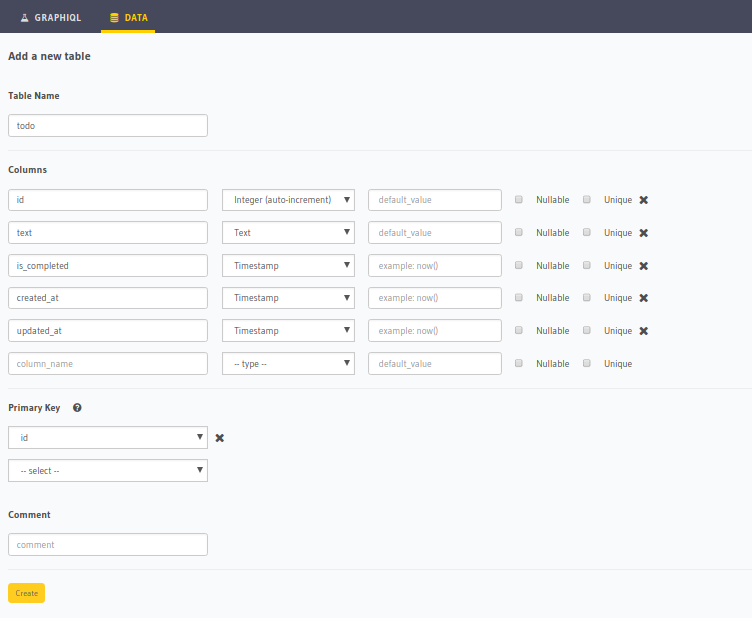 GRAPHIQL DATA
Add a new table
Table Name
todo
Columns
id Integer (auto-increment) default_value Nullable Unique
text Text default_value Nullable Unique
is_completed Timestamp example: now() Nullable Unique
created_at Timestamp example: now() Nullable Unique
updated_at Timestamp example: now() Nullable Unique
column_name -- type -- default_value Nullable Unique
Primary Key ?
id
-- select --
Comment
comment
Create